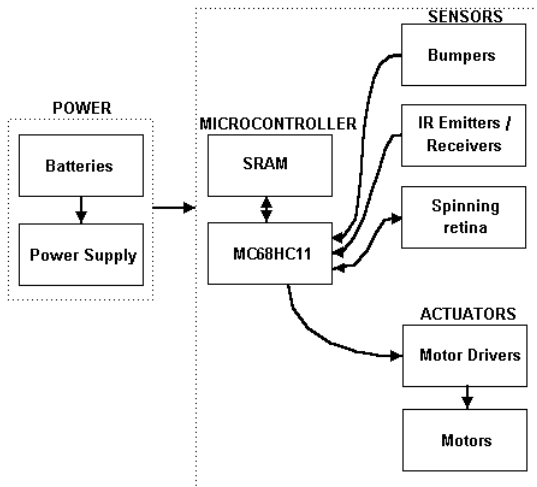 POWER
Batteries
Power Supply
MICROCONTROLLER
SRAM
MC68HC11
SENSORS
Bumpers
IR Emitters /
Receivers
Spinning
retina
ACTUATORS
Motor Drivers
Motors